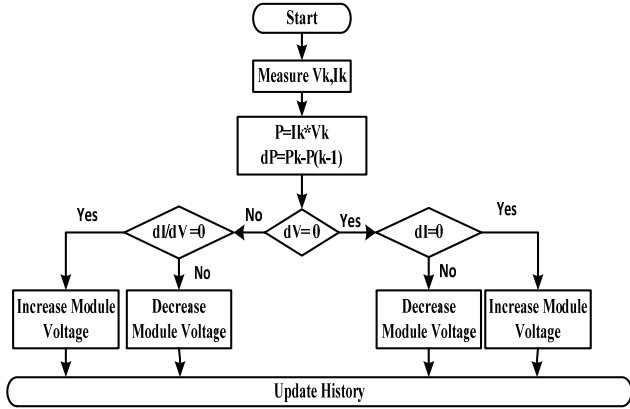 Start
Measure Vk,Ik
P=Ik*Vk
dP=Pk-P(k-1)
Yes
dI/dV =0
No
dV= 0
Yes
dI=0
Yes
No
No
Increase Module
Voltage
Decrease
Module Voltage
Decrease
Module Voltage
Increase Module
Voltage
Update History